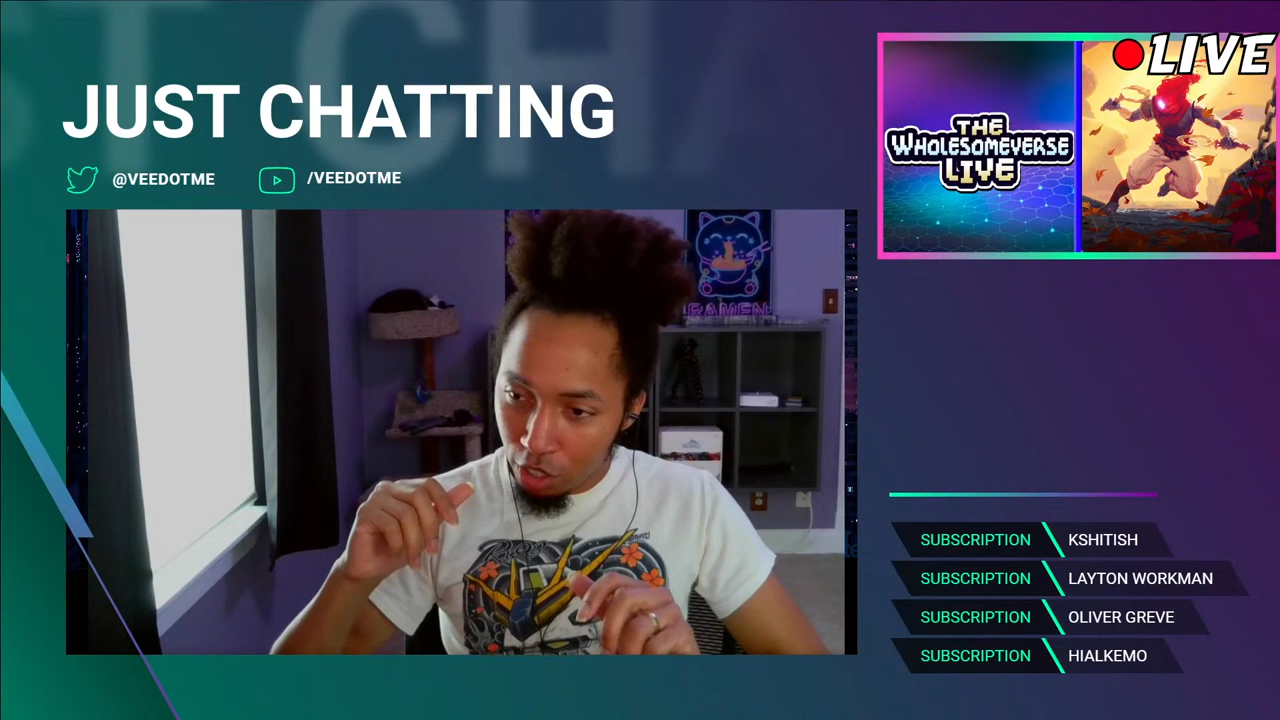 JUST CHATTING
@VEEDOTME
/VEEDOTME
LIVE
THE
WHOLESOMEVERSE
LIVE
RAMEN
SUBSCRIPTION KSHITISH
SUBSCRIPTION LAYTON WORKMAN
SUBSCRIPTION OLIVER GREVE
SUBSCRIPTION HIALKEMO